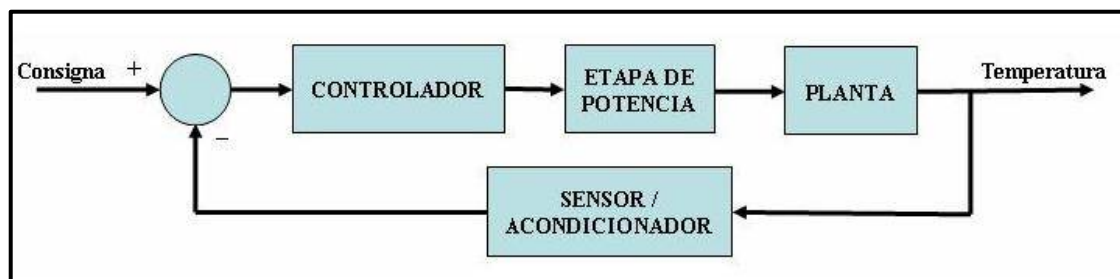 Consigna
+
−
CONTROLADOR
ETAPA DE
POTENCIA
PLANTA
Temperatura
SENSOR /
ACONDICIONADOR